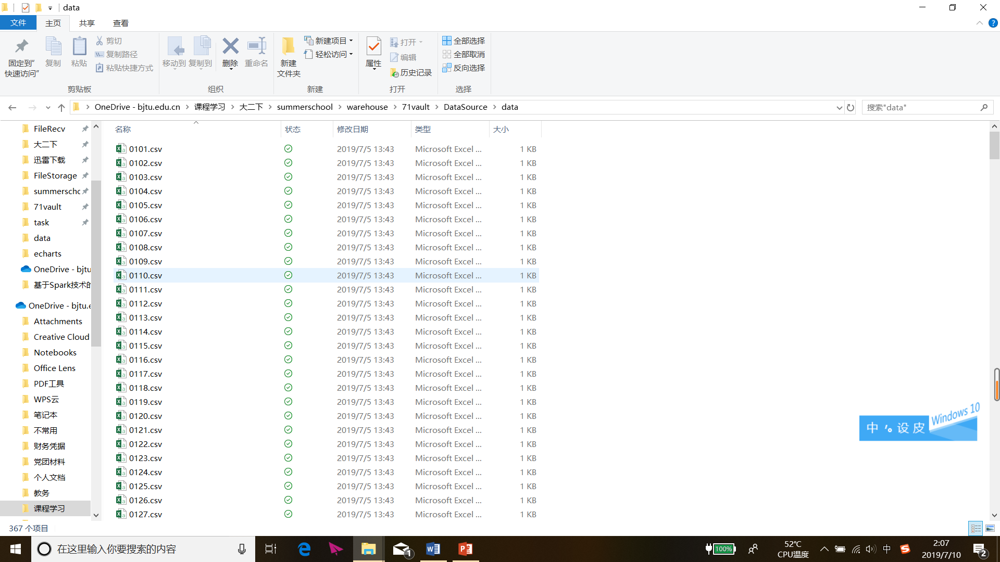 data
文件 主页 共享 查看
固定到"快速访问"
复制
粘贴
剪切
复制路径
粘贴快捷方式
剪贴板
移动到 复制到 删除 重命名
组织
新建文件夹
新建项目
轻松访问
新建
属性
打开
编辑
历史记录
打开
全部选择
全部取消
反向选择
选择
OneDrive - bjtu.edu.cn 课程学习 大二下 summerschool warehouse 71vault DataSource data
搜索"data"
FileRecv
大二下
迅雷下载
FileStorage
summerschc
71vault
task
data
echarts
OneDrive - bjtu
基于Spark技术的
OneDrive - bjtu.e
Attachments
Creative Cloud
Notebooks
Office Lens
PDF工具
WPS云
笔记本
不常用
财务凭据
党团材料
个人文档
教务
课程学习
名称 状态 修改日期 类型 大小
0101.csv 2019/7/5 13:43 Microsoft Excel ... 1 KB
0102.csv 2019/7/5 13:43 Microsoft Excel ... 1 KB
0103.csv 2019/7/5 13:43 Microsoft Excel ... 1 KB
0104.csv 2019/7/5 13:43 Microsoft Excel ... 1 KB
0105.csv 2019/7/5 13:43 Microsoft Excel ... 1 KB
0106.csv 2019/7/5 13:43 Microsoft Excel ... 1 KB
0107.csv 2019/7/5 13:43 Microsoft Excel ... 1 KB
0108.csv 2019/7/5 13:43 Microsoft Excel ... 1 KB
0109.csv 2019/7/5 13:43 Microsoft Excel ... 1 KB
0110.csv 2019/7/5 13:43 Microsoft Excel ... 1 KB
0111.csv 2019/7/5 13:43 Microsoft Excel ... 1 KB
0112.csv 2019/7/5 13:43 Microsoft Excel ... 1 KB
0113.csv 2019/7/5 13:43 Microsoft Excel ... 1 KB
0114.csv 2019/7/5 13:43 Microsoft Excel ... 1 KB
0115.csv 2019/7/5 13:43 Microsoft Excel ... 1 KB
0116.csv 2019/7/5 13:43 Microsoft Excel ... 1 KB
0117.csv 2019/7/5 13:43 Microsoft Excel ... 1 KB
0118.csv 2019/7/5 13:43 Microsoft Excel ... 1 KB
0119.csv 2019/7/5 13:43 Microsoft Excel ... 1 KB
0120.csv 2019/7/5 13:43 Microsoft Excel ... 1 KB
0121.csv 2019/7/5 13:43 Microsoft Excel ... 1 KB
0122.csv 2019/7/5 13:43 Microsoft Excel ... 1 KB
0123.csv 2019/7/5 13:43 Microsoft Excel ... 1 KB
0124.csv 2019/7/5 13:43 Microsoft Excel ... 1 KB
0125.csv 2019/7/5 13:43 Microsoft Excel ... 1 KB
0126.csv 2019/7/5 13:43 Microsoft Excel ... 1 KB
0127.csv 2019/7/5 13:43 Microsoft Excel ... 1 KB
中 设 皮 Windows 10
367 个项目
在这里输入你要搜索的内容
1
100%
52℃
CPU温度
中
2:07
2019/7/10
2